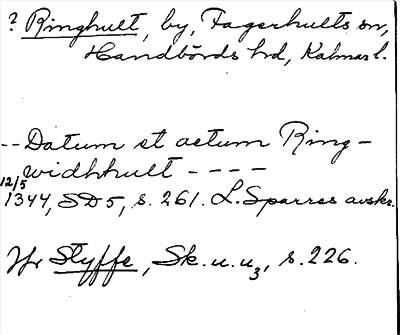 ? Ringhult, by, Fagerhults sn,
Handbörds hd, Kalmar l.
-- Datum et actum Ring-
widhhult ----
12/5
1344, SD 5, s. 261. L. Sparres avskr.
Jfr Styffe, Sk. u. u3, s. 226.